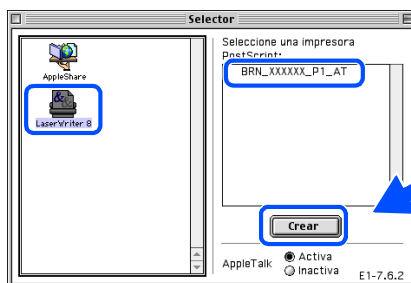 Selector
AppleShare
LaserWriter 8
Seleccione una impresora
PostScript:
BRN_XXXXXX_P1_AT
Crear
AppleTalk
Activa
Inactiva
E1-7.6.2